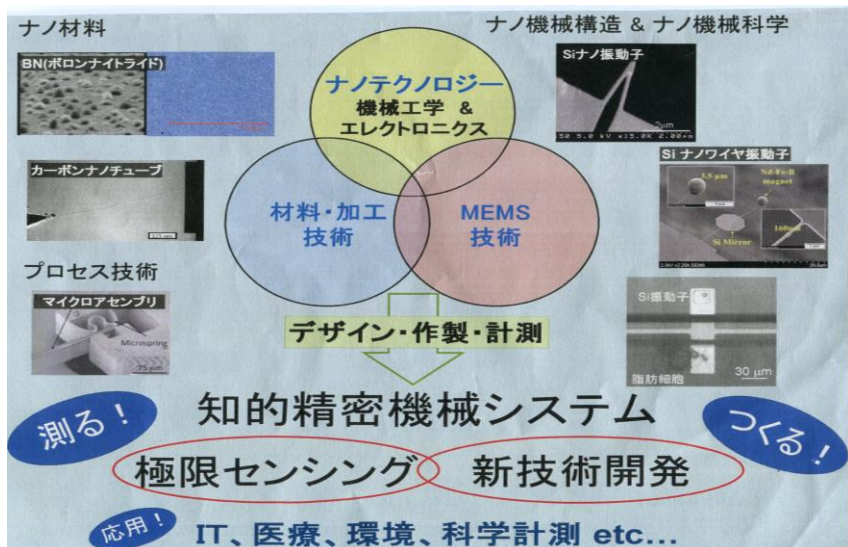 ナノ材料
BN(ボロンナイトライド)
カーボンナノチューブ
プロセス技術
マイクロアセンブリ
Microspring
75 μm
ナノテクノロジー
機械工学 &
エレクトロニクス
材料・加工
技術
MEMS
技術
ナノ機械構造 & ナノ機械科学
Siナノ振動子
2μm
Si ナノワイヤ振動子
3.5 μm
Nd-Fe-B
magnet
Si Mirror
160nm
Si振動子
脂肪細胞
30 μm
デザイン・作製・計測
知的精密機械システム
測る！
つくる！
極限センシング
新技術開発
応用！
IT、医療、環境、科学計測 etc...